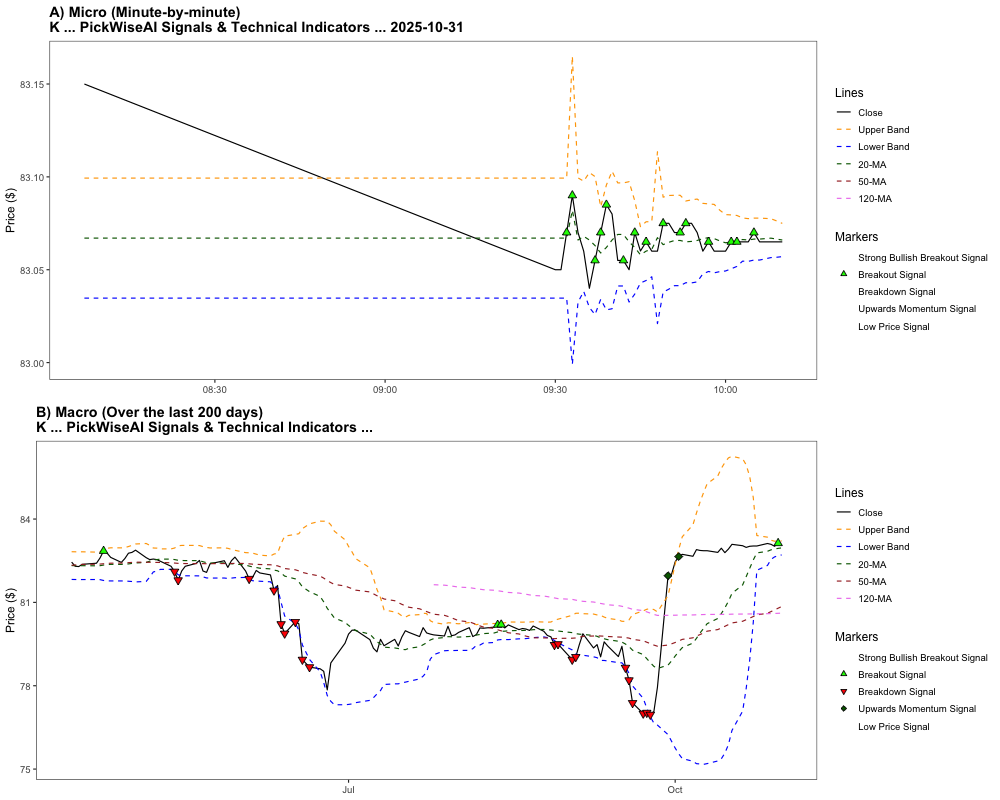 A) Micro (Minute-by-minute)
K ... PickWiseAI Signals & Technical Indicators ... 2025-10-31
Price ($)
83.15
83.10
83.05
83.00
08:30
09:00
09:30
10:00
Lines
Close
Upper Band
Lower Band
20-MA
50-MA
120-MA
Markers
Strong Bullish Breakout Signal
Breakout Signal
Breakdown Signal
Upwards Momentum Signal
Low Price Signal
B) Macro (Over the last 200 days)
K ... PickWiseAI Signals & Technical Indicators ...
Price ($)
84
81
78
75
Jul
Oct
Lines
Close
Upper Band
Lower Band
20-MA
50-MA
120-MA
Markers
Strong Bullish Breakout Signal
Breakout Signal
Breakdown Signal
Upwards Momentum Signal
Low Price Signal